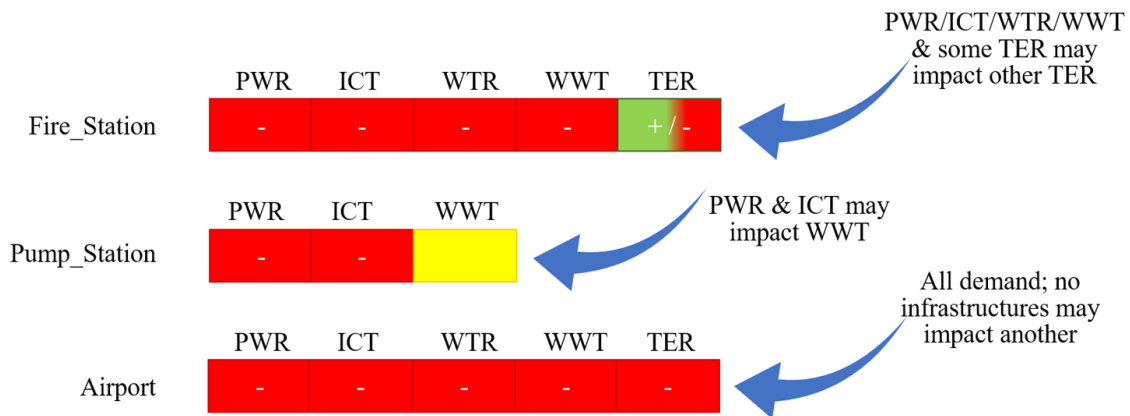 PWR/ICT/WTR/WWT
& some TER may
impact other TER
PWR ICT WTR WWT TER
Fire_Station - - - - + / -
PWR & ICT may
impact WWT
PWR ICT WWT
Pump_Station - -
All demand; no
infrastructures may
impact another
PWR ICT WTR WWT TER
Airport - - - - -